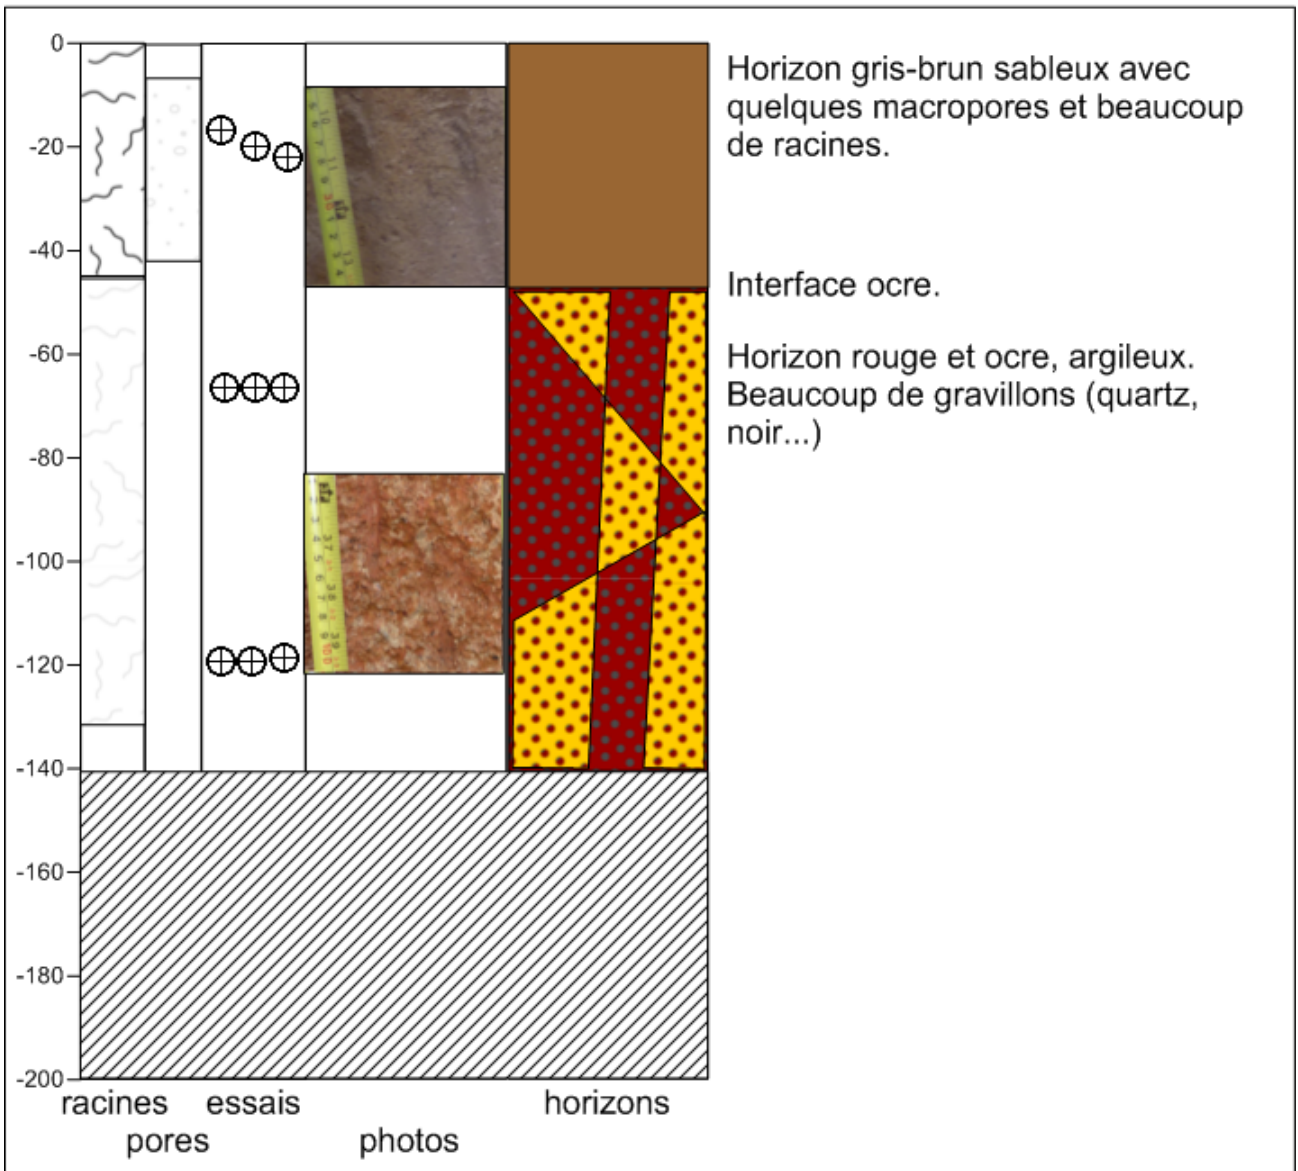 0
-20
-40
-60
-80
-100
-120
-140
-160
-180
-200
Horizon gris-brun sableux avec
quelques macropores et beaucoup
de racines.
Interface ocre.
Horizon rouge et ocre, argileux.
Beaucoup de gravillons (quartz,
noir...)
racines essais horizons
pores photos